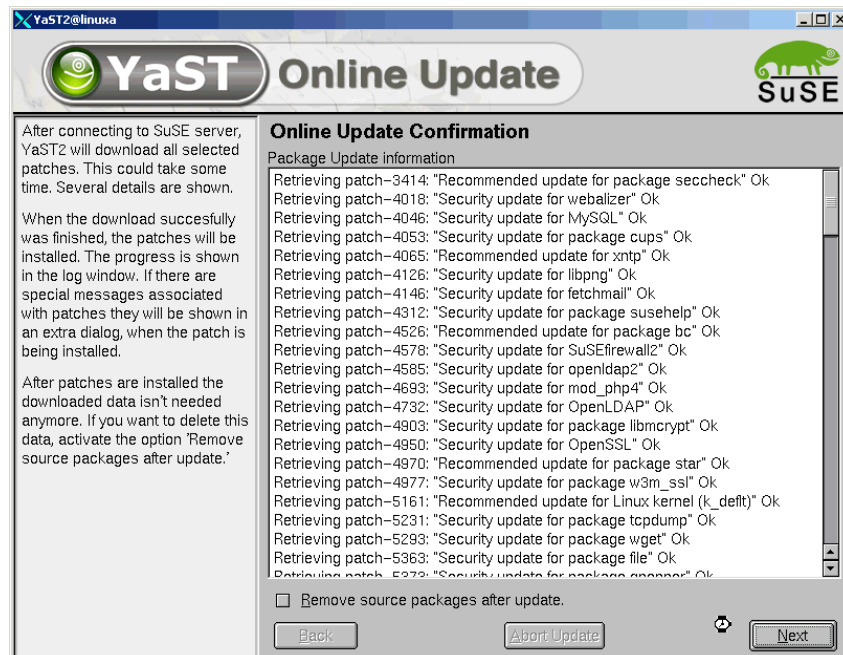 YaST2@linuxa
YaST Online Update
SuSE
After connecting to SuSE server,
YaST2 will download all selected
patches. This could take some
time. Several details are shown.
When the download succesfully
was finished, the patches will be
installed. The progress is shown
in the log window. If there are
special messages associated
with patches they will be shown in
an extra dialog, when the patch is
being installed.
After patches are installed the
downloaded data isn't needed
anymore. If you want to delete this
data, activate the option 'Remove
source packages after update.'
Online Update Confirmation
Package Update information
Retrieving patch-3414: "Recommended update for package seccheck" Ok
Retrieving patch-4018: "Security update for webalizer" Ok
Retrieving patch-4046: "Security update for MySQL" Ok
Retrieving patch-4053: "Security update for package cups" Ok
Retrieving patch-4065: "Recommended update for xntp" Ok
Retrieving patch-4126: "Security update for libpng" Ok
Retrieving patch-4146: "Security update for fetchmail" Ok
Retrieving patch-4312: "Security update for package susehelp" Ok
Retrieving patch-4526: "Recommended update for package bc" Ok
Retrieving patch-4578: "Security update for SuSEfirewall2" Ok
Retrieving patch-4585: "Security update for openldap2" Ok
Retrieving patch-4693: "Security update for mod_php4" Ok
Retrieving patch-4732: "Security update for OpenLDAP" Ok
Retrieving patch-4903: "Security update for package libmcrypt" Ok
Retrieving patch-4950: "Security update for OpenSSL" Ok
Retrieving patch-4970: "Recommended update for package star" Ok
Retrieving patch-4977: "Security update for package w3m_ssl" Ok
Retrieving patch-5161: "Recommended update for Linux kernel (k_deflt)" Ok
Retrieving patch-5231: "Security update for package tcpdump" Ok
Retrieving patch-5293: "Security update for package wget" Ok
Retrieving patch-5363: "Security update for package file" Ok
Retrieving patch-5373: "Security update for package qpopper" Ok
Remove source packages after update.
Back
Abort Update
Next